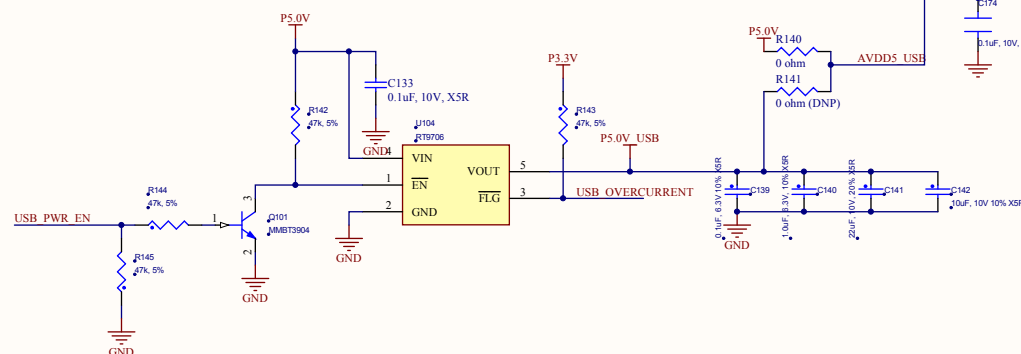 C174
0.1uF, 10V,
P5.0V
P5.0V
R140
0 ohm
AVDD5_USB
P3.3V
R141
0 ohm (DNP)
C133
0.1uF, 10V, X5R
R142
47k, 5%
R143
47k, 5%
U104
RT9706
P5.0V_USB
GND
4
VIN
VOUT
5
1
EN
2
GND
FLG
3
USB_OVERCURRENT
R144
47k, 5%
3
C139
0.1uF, 6.3V 10% X5R
C140
1.0uF, 6.3V, 10% X5R
C141
22uF, 10V, 20% X5R
C142
10uF, 10V 10% X5R
USB_PWR_EN
1
Q101
MMBT3904
2
GND
GND
GND
R145
47k, 5%
GND
GND